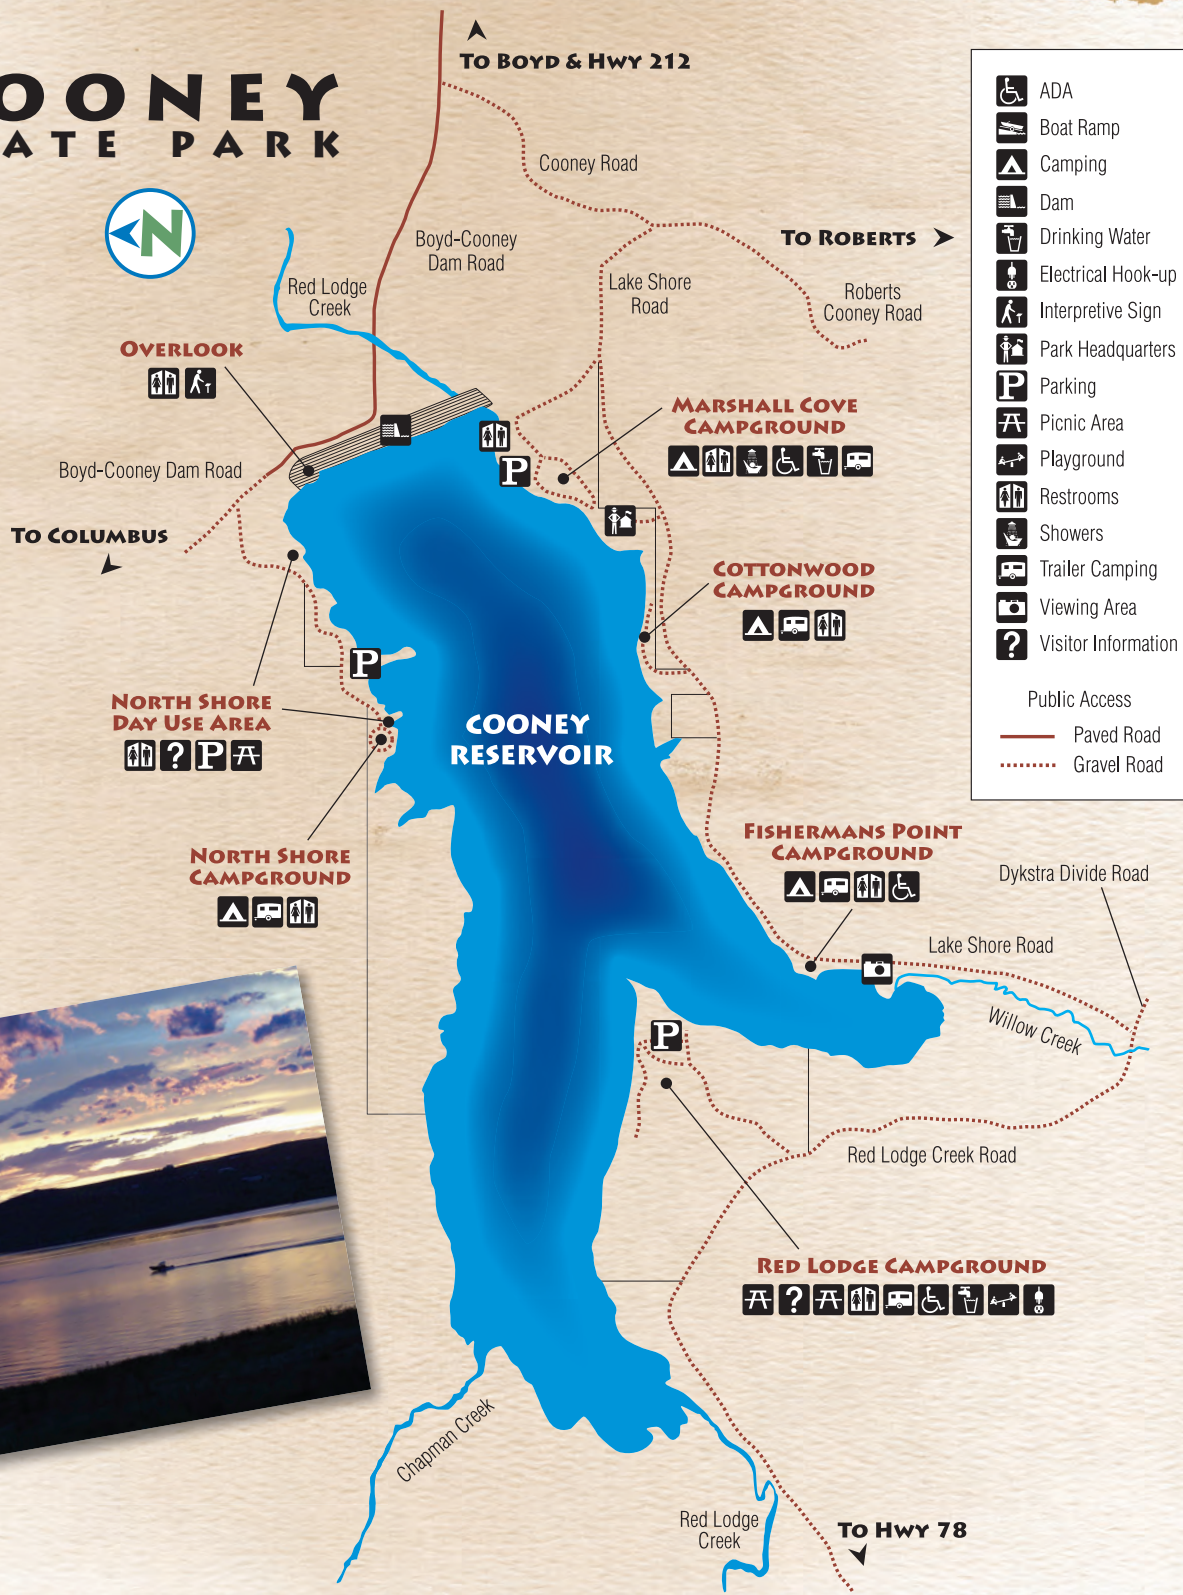 OONEY
ATE PARK
N
TO BOYD & HWY 212
Cooney Road
Boyd-Cooney
Dam Road
TO ROBERTS
Lake Shore
Road
Roberts
Cooney Road
Red Lodge
Creek
OVERLOOK
MARSHALL COVE
CAMPGROUND
Boyd-Cooney Dam Road
P
TO COLUMBUS
COTTONWOOD
CAMPGROUND
P
NORTH SHORE
DAY USE AREA
? P
COONEY
RESERVOIR
NORTH SHORE
CAMPGROUND
FISHERMANS POINT
CAMPGROUND
Dykstra Divide Road
Lake Shore Road
Willow Creek
P
Red Lodge Creek Road
RED LODGE CAMPGROUND
?
Chapman Creek
Red Lodge
Creek
TO HWY 78
ADA
Boat Ramp
Camping
Dam
Drinking Water
Electrical Hook-up
Interpretive Sign
Park Headquarters
P Parking
Picnic Area
Playground
Restrooms
Showers
Trailer Camping
Viewing Area
? Visitor Information
Public Access
Paved Road
Gravel Road